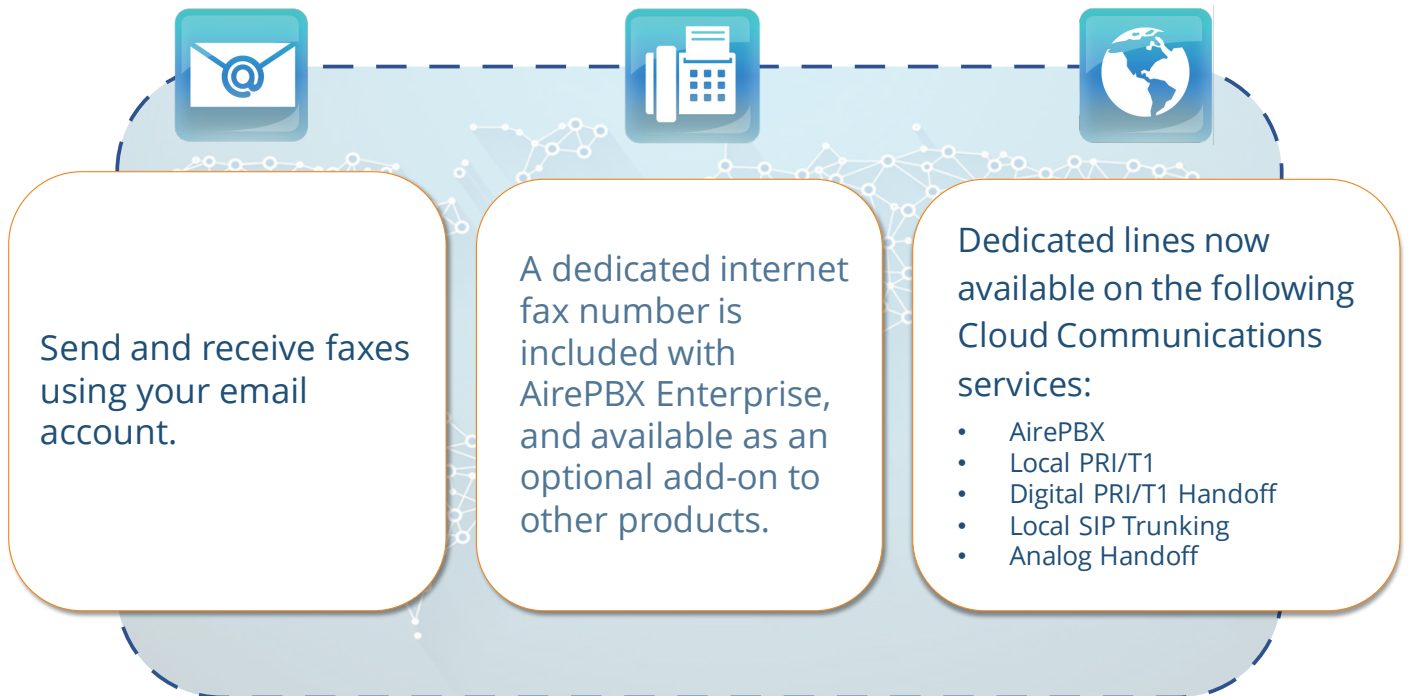 Send and receive faxes
using your email
account.
A dedicated internet
fax number is
included with
AirePBX Enterprise,
and available as an
optional add-on to
other products.
Dedicated lines now
available on the following
Cloud Communications
services:
• AirePBX
• Local PRI/T1
• Digital PRI/T1 Handoff
• Local SIP Trunking
• Analog Handoff